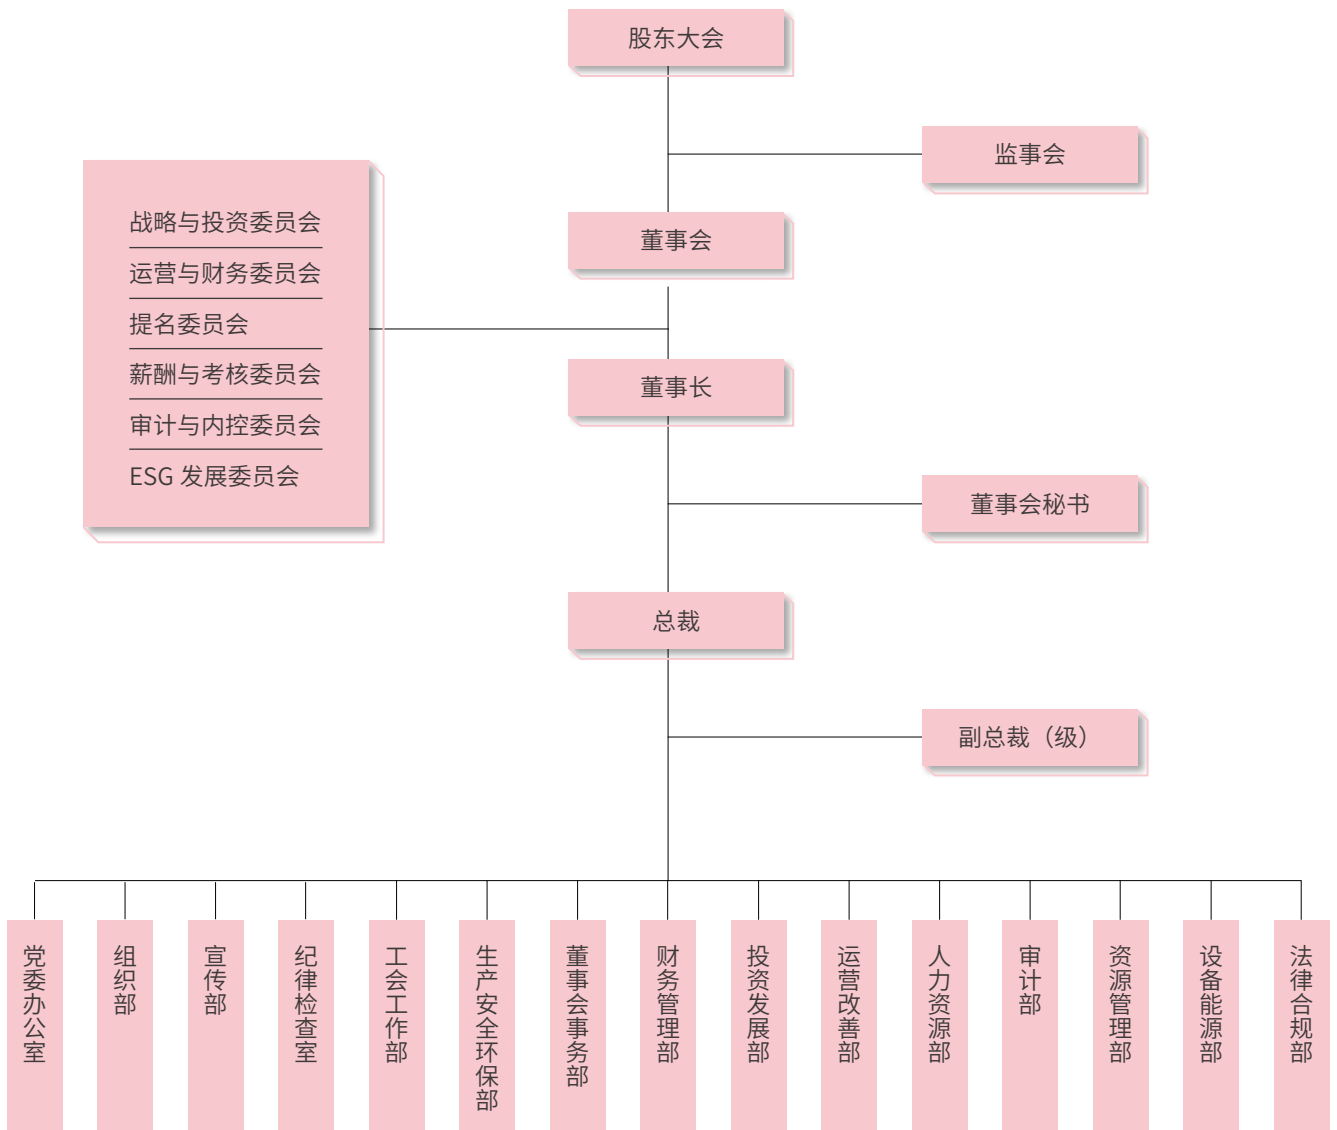 股东大会
监事会
董事会
战略与投资委员会
运营与财务委员会
提名委员会
薪酬与考核委员会
审计与内控委员会
ESG 发展委员会
董事长
董事会秘书
总裁
副总裁（级）
党委办公室
组织部
宣传部
纪律检查室
工会工作部
生产安全环保部
董事会事务部
财务管理部
投资发展部
运营改善部
人力资源部
审计部
资源管理部
设备能源部
法律合规部